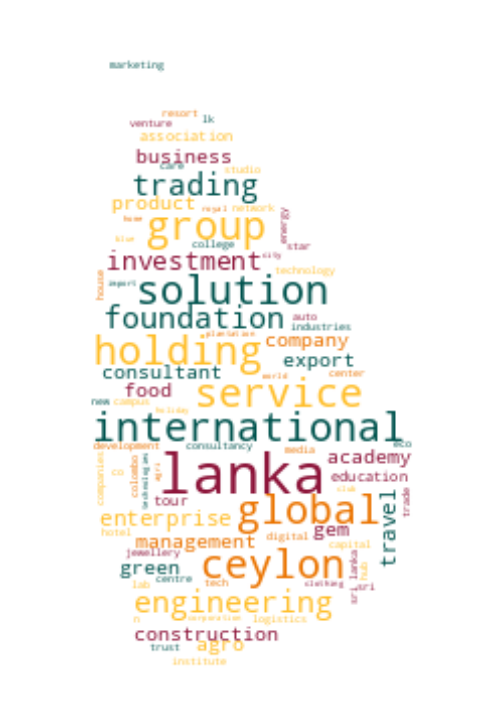 marketing
resort
venture lk
association
business
care studio
trading
product royal network
home group energy
blue college star
investment city
technology
house import solution
foundation auto
industries
plantation
holding company
export
consultant
food world center
service
new campus
holiday
international
development consultancy eco
media
companies co colombo technologies agri lanka academy
education
club
tour trade
global
enterprise gem travel
hotel
management digital
capital
jewellery
green ceylon sri lanka hub
centre
lab tech clothing sri
engineering
n corporation logistics
construction
trust agro
institute